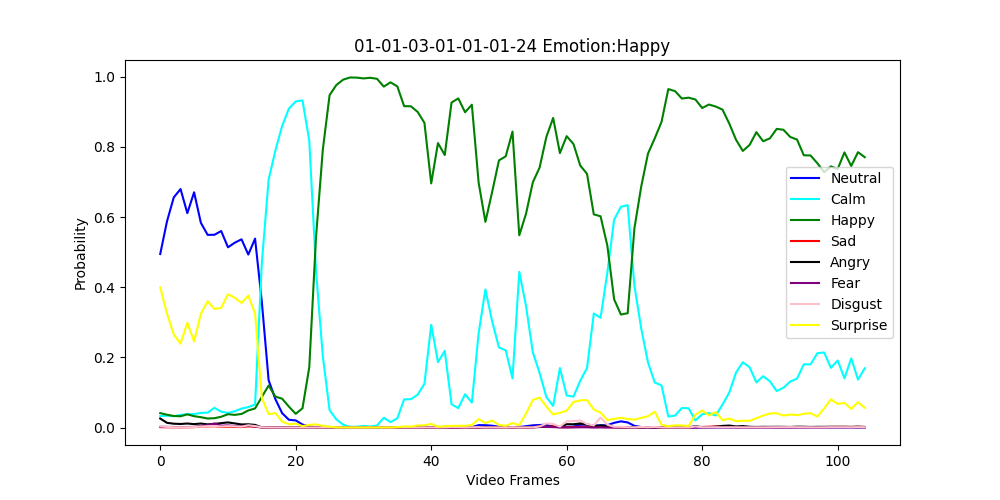 01-01-03-01-01-01-24 Emotion:Happy
Probability
1.0
0.8
0.6
0.4
0.2
0.0
Neutral
Calm
Happy
Sad
Angry
Fear
Disgust
Surprise
0 20 40 60 80 100
Video Frames